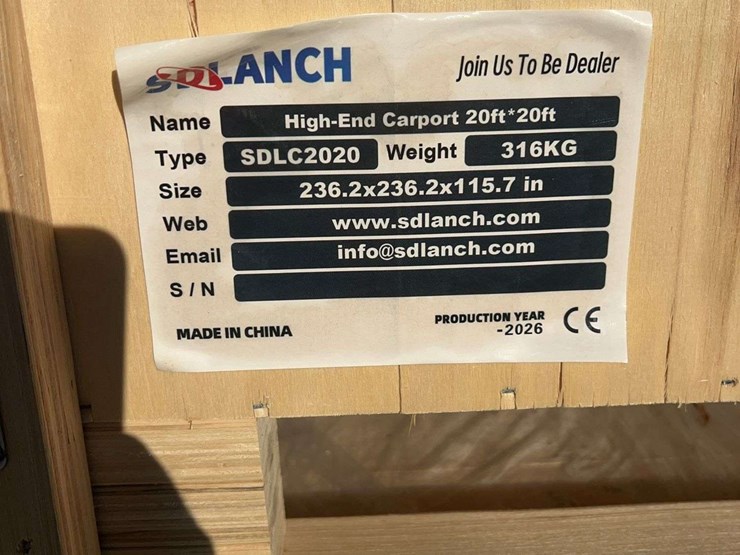 SDLANCH
Join Us To Be Dealer
Name High-End Carport 20ft*20ft
Type SDLC2020 Weight 316KG
Size 236.2x236.2x115.7 in
Web www.sdlanch.com
Email info@sdlanch.com
S / N
MADE IN CHINA
PRODUCTION YEAR
-2026
CE